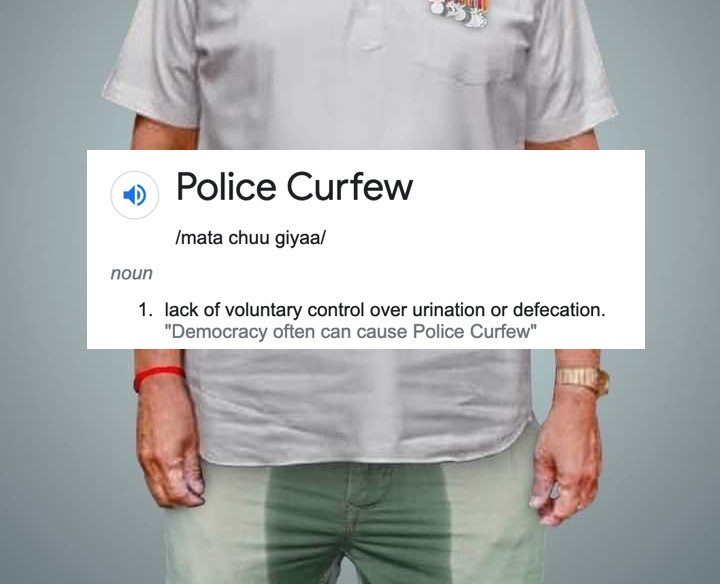 Police Curfew
/mata chuu giyaa/
noun
1. lack of voluntary control over urination or defecation.
"Democracy often can cause Police Curfew"